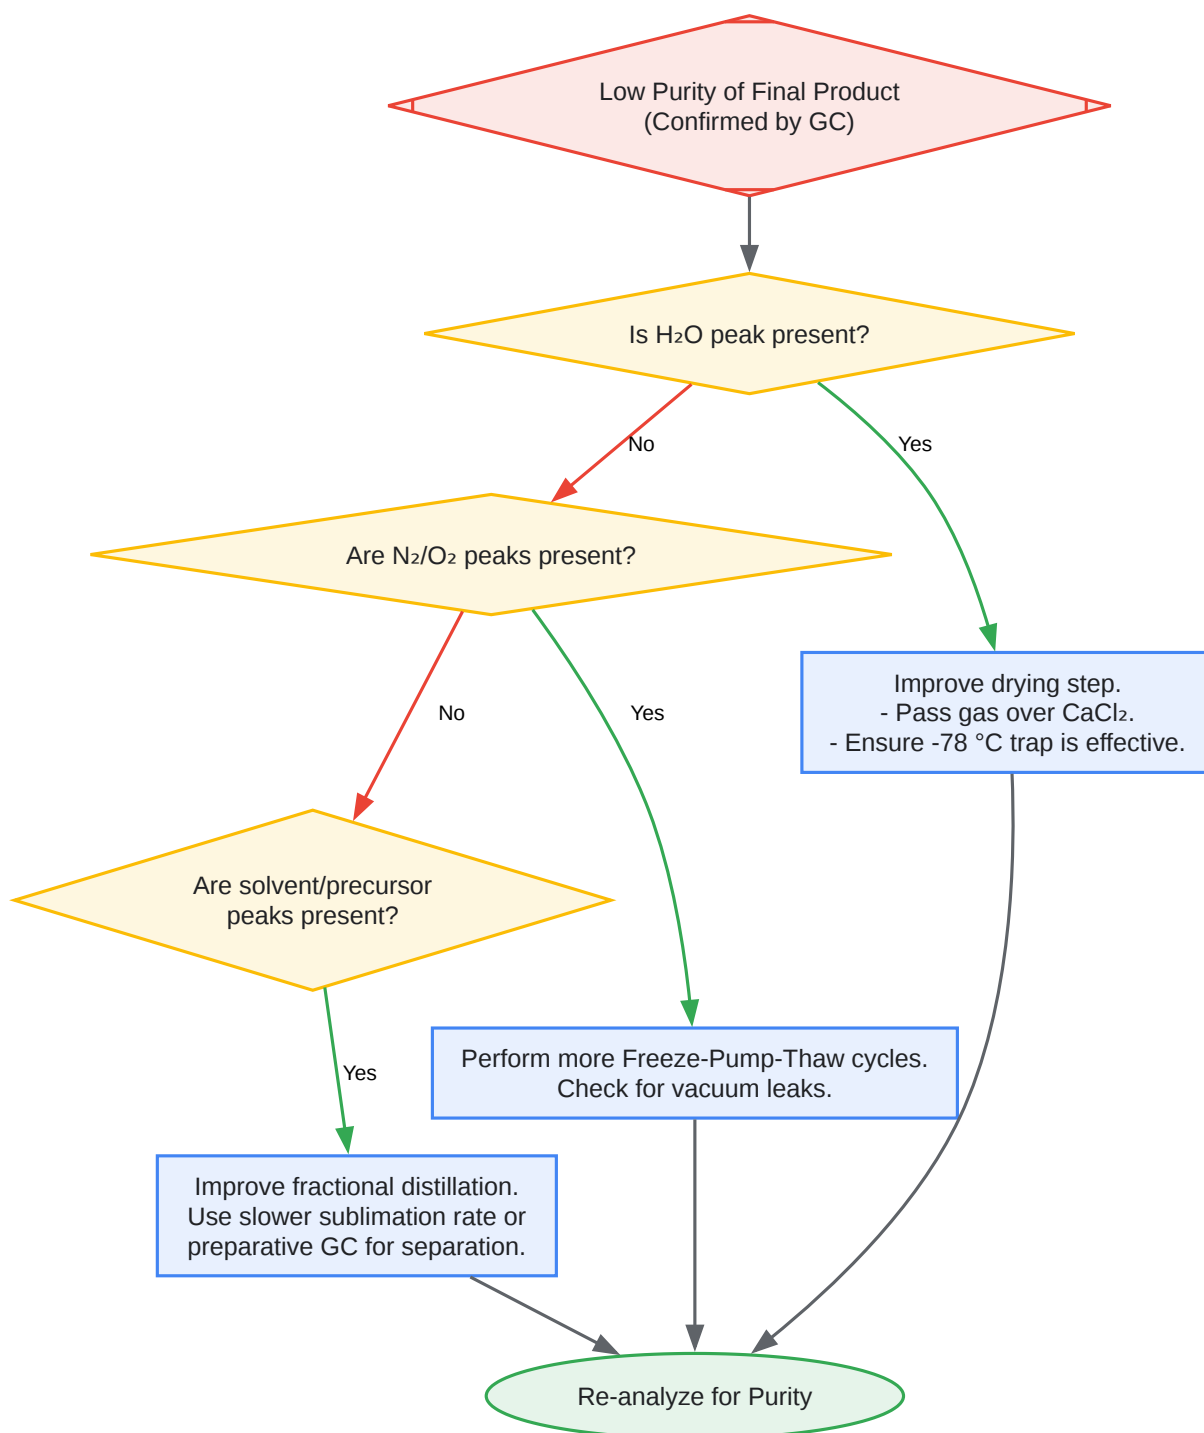 Low Purity of Final Product
(Confirmed by GC)
Is H₂O peak present?
No
Yes
Are N₂/O₂ peaks present?
No
Yes
Improve drying step.
- Pass gas over CaCl₂.
- Ensure -78 °C trap is effective.
Are solvent/precursor
peaks present?
Yes
Perform more Freeze-Pump-Thaw cycles.
Check for vacuum leaks.
Improve fractional distillation.
Use slower sublimation rate or
preparative GC for separation.
Re-analyze for Purity